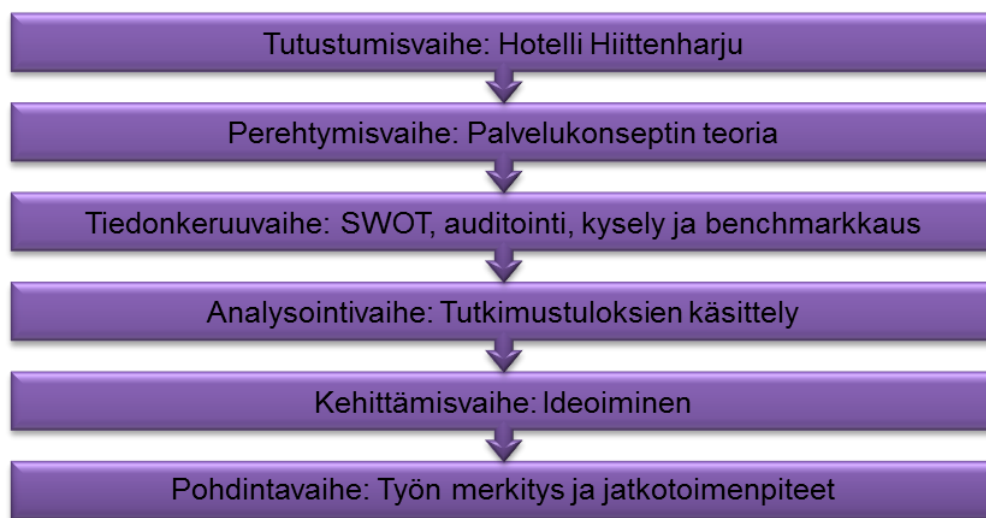 Tutustumisvaihe: Hotelli Hiittenharju
Perehtymisvaihe: Palvelukonseptin teoria
Tiedonkeruuvaihe: SWOT, auditointi, kysely ja benchmarkkaus
Analysointivaihe: Tutkimustuloksien käsittely
Kehittämisvaihe: Ideoiminen
Pohdintavaihe: Työn merkitys ja jatkotoimenpiteet